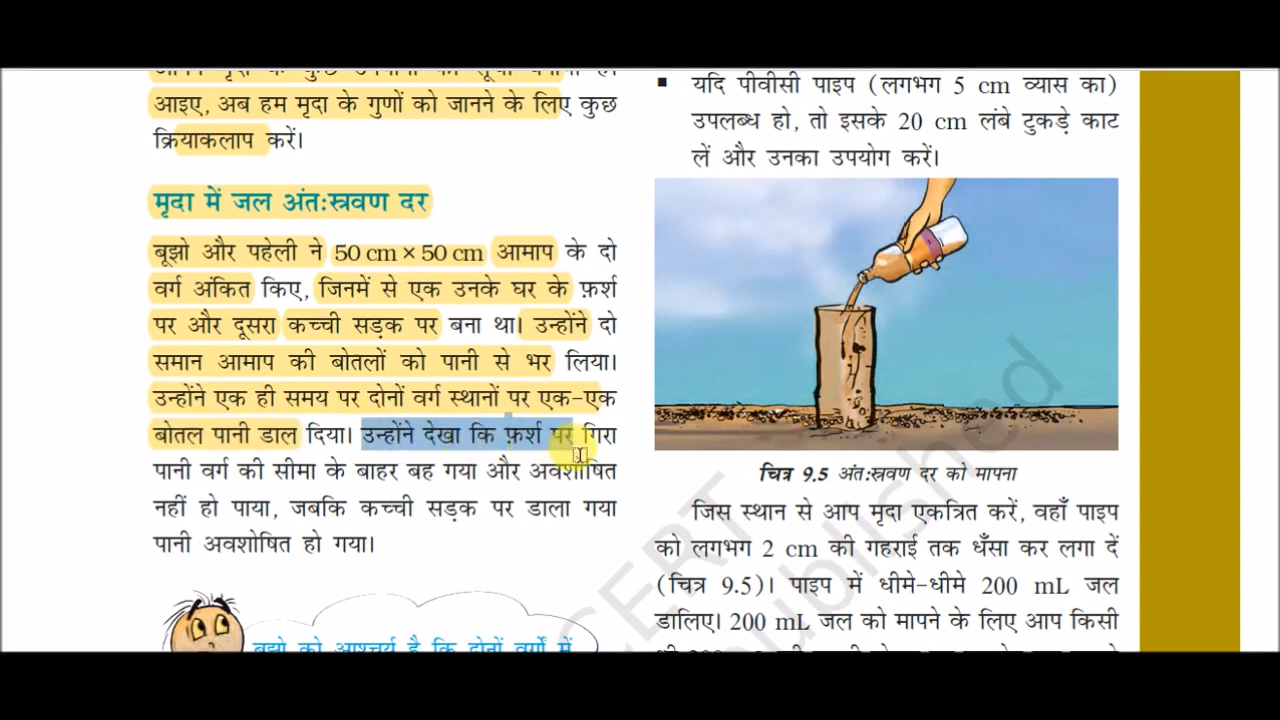 आइए, अब हम मृदा के गुणों को जानने के लिए कुछ
क्रियाकलाप करें।
मृदा में जल अंतःस्त्रवण दर
बूझो और पहेली ने 50 cm × 50 cm आमाप के दो
वर्ग अंकित किए, जिनमें से एक उनके घर के फ़र्श
पर और दूसरा कच्ची सड़क पर बना था। उन्होंने दो
समान आमाप की बोतलों को पानी से भर लिया।
उन्होंने एक ही समय पर दोनों वर्ग स्थानों पर एक-एक
बोतल पानी डाल दिया। उन्होंने देखा कि फ़र्श पर गिरा
पानी वर्ग की सीमा के बाहर बह गया और अवशोषित
नहीं हो पाया, जबकि कच्ची सड़क पर डाला गया
पानी अवशोषित हो गया।
बूझो को आश्चर्य है कि दोनों वर्गों में
▪ यदि पीवीसी पाइप (लगभग 5 cm व्यास का)
उपलब्ध हो, तो इसके 20 cm लंबे टुकड़े काट
लें और उनका उपयोग करें।
चित्र 9.5 अंतःस्त्रवण दर को मापना
जिस स्थान से आप मृदा एकत्रित करें, वहाँ पाइप
को लगभग 2 cm की गहराई तक धँसा कर लगा दें
(चित्र 9.5)। पाइप में धीमे-धीमे 200 mL जल
डालिए। 200 mL जल को मापने के लिए आप किसी